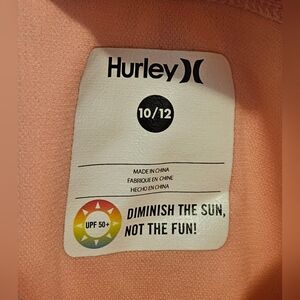 Hurley
10/12
MADE IN CHINA
FABRIQUE EN CHINE
HECHO EN CHINA
UPF 50+
DIMINISH THE SUN,
NOT THE FUN!